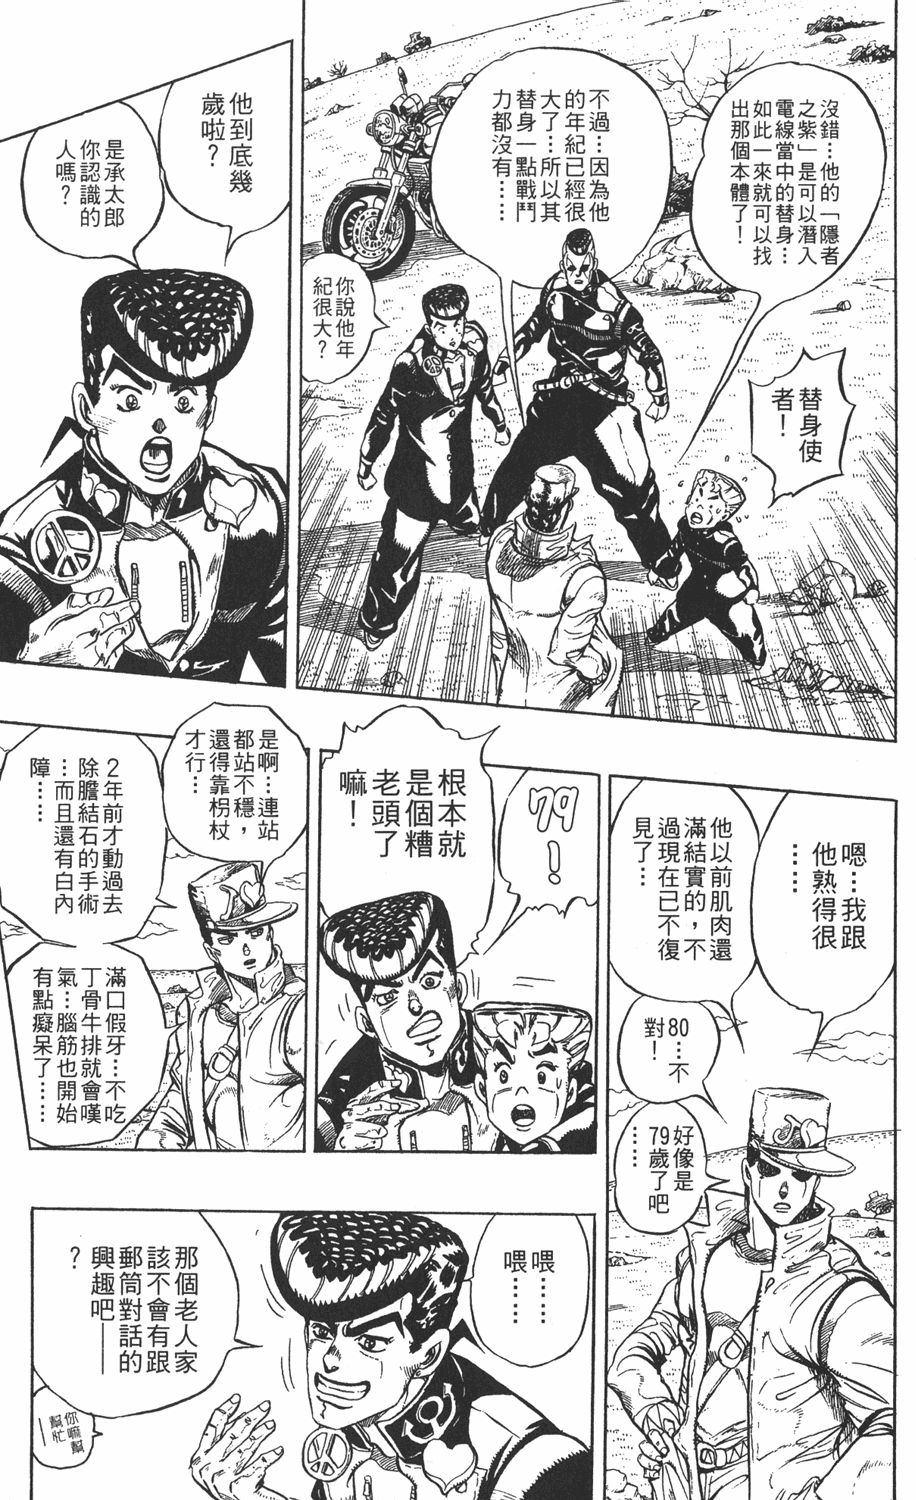 沒錯…他的「隱者
之紫」是可以潛入
電線當中的替身…
如此一來就可以找
出那個本體了!
替身使
者!
不過…因為他
的年紀已經很
大了…所以其
替身一點戰鬥
力都沒有……
你說他年
紀很大?
他到底幾
歲啦?
是承太郎
你認識的
人嗎?
嗯…我跟
他熟得很
……
他以前肌肉還
滿結實的,不
過現在已不復
見了…
80…不
對!
好像是
79歲了吧
……
79!
根本就
是個糟
老頭了
嘛!
是啊…連站
都站不穩,
還得靠枴杖
才行…
2年前才動過去
除膽結石的手術
…而且還有白內
障……
滿口假牙…不吃
丁骨牛排就會嘆
氣…腦筋也開始
有點癡呆了……
喂……
喂……
那個老人家
該不會有跟
郵筒對話的
興趣吧——
?
你嘛幫
幫忙
—